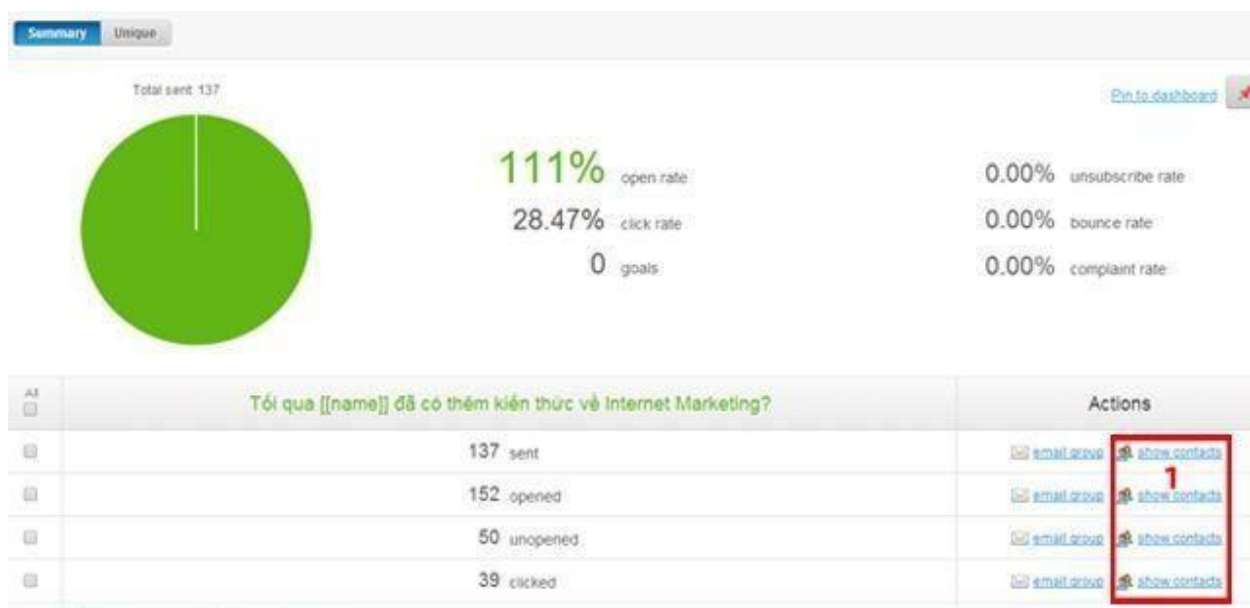 Summary Unique
Total sent 137
Pin to dashboard
111% open rate
0.00% unsubscribe rate
28.47% click rate
0.00% bounce rate
0 goals
0.00% complaint rate
All
Tối qua [[name]] đã có thêm kiến thức về Internet Marketing?
Actions
137 sent
email group show contacts
1
152 opened
email group show contacts
50 unopened
email group show contacts
39 clicked
email group show contacts